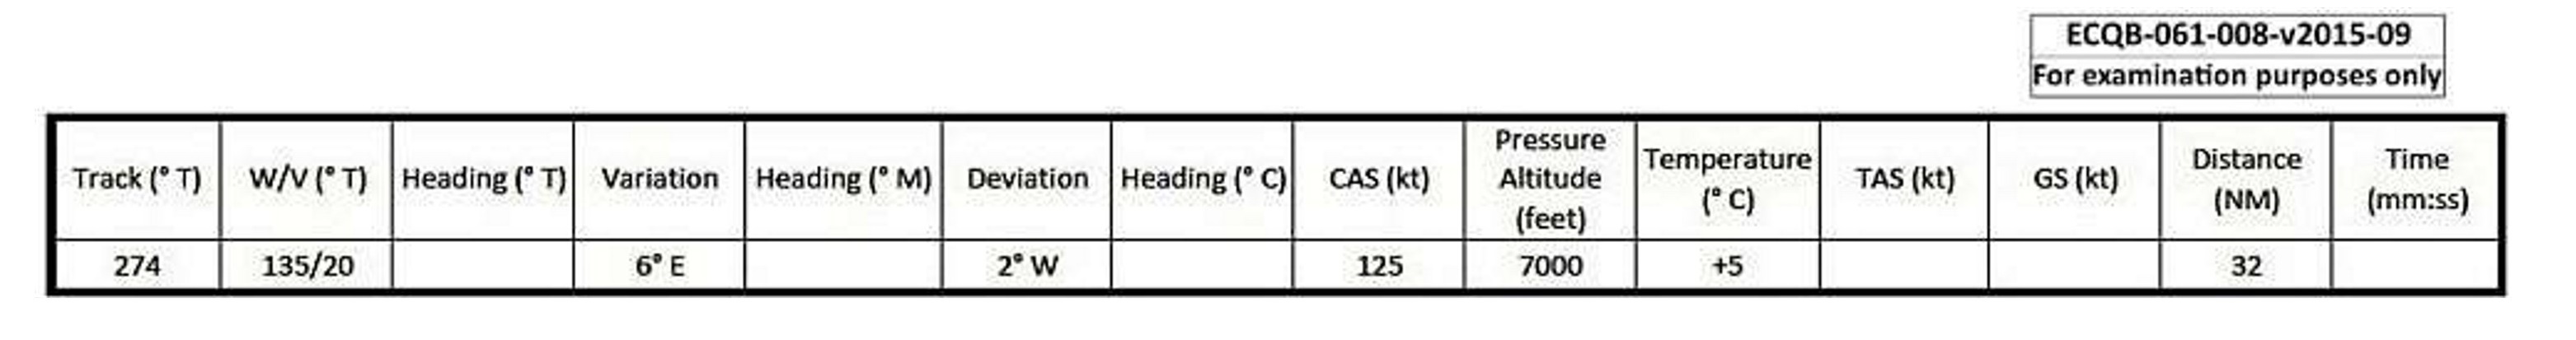 ECQB-061-008-v2015-09
For examination purposes only
Track (° T) W/V (° T) Heading (° T) Variation Heading (° M) Deviation Heading (° C) CAS (kt) Pressure Altitude (feet) Temperature (° C) TAS (kt) GS (kt) Distance (NM) Time (mm:ss)
274 135/20 6° E 2° W 125 7000 +5 32